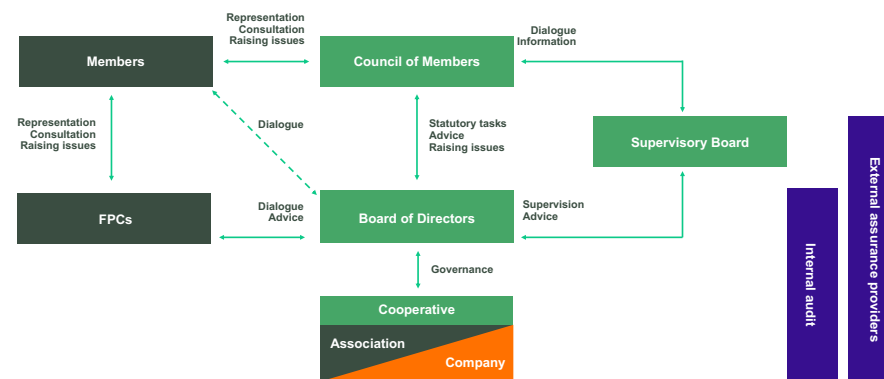 Representation
Consultation
Raising issues
Dialogue
Information
Members
Council of Members
Representation
Consultation
Raising issues
Dialogue
Statutory tasks
Advice
Raising issues
Supervisory Board
FPCs
Dialogue
Advice
Board of Directors
Supervision
Advice
Governance
Cooperative
Association
Company
Internal audit
External assurance providers